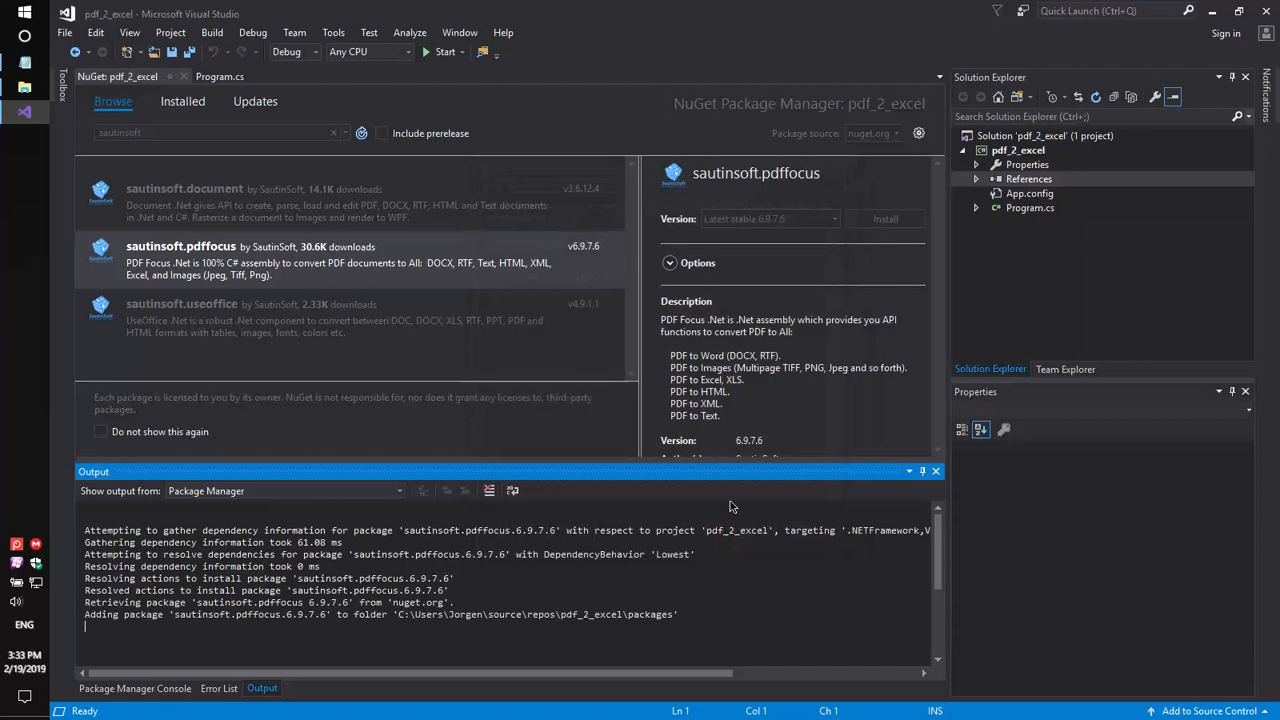 pdf_2_excel - Microsoft Visual Studio
Quick Launch (Ctrl+Q)
File Edit View Project Build Debug Team Tools Test Analyze Window Help
Sign in
Debug Any CPU Start
Toolbox
NuGet: pdf_2_excel Program.cs
Browse Installed Updates
NuGet Package Manager: pdf_2_excel
sautinsoft Include prerelease
Package source: nuget.org
sautinsoft.document by SautinSoft, 14.1K downloads v3.6.12.4
Document .Net gives API to create, parse, load and edit PDF, DOCX, RTF, HTML and Text documents
in .Net and C#. Rasterize a document to Images and render to WPF.
sautinsoft.pdffocus by SautinSoft, 30.6K downloads v6.9.7.6
PDF Focus .Net is 100% C# assembly to convert PDF documents to All: DOCX, RTF, Text, HTML, XML,
Excel, and Images (Jpeg, Tiff, Png).
sautinsoft.useoffice by SautinSoft, 2.33K downloads v4.9.1.1
UseOffice .Net is a robust .Net component to convert between DOC, DOCX, XLS, RTF, PPT, PDF and
HTML formats with tables, images, fonts, colors etc.
Each package is licensed to you by its owner. NuGet is not responsible for, nor does it grant any licenses to, third-party
packages.
Do not show this again
sautinsoft.pdffocus
Version: Latest stable 6.9.7.6 Install
Options
Description
PDF Focus .Net is .Net assembly which provides you API
functions to convert PDF to All:
PDF to Word (DOCX, RTF).
PDF to Images (Multipage TIFF, PNG, Jpeg and so forth).
PDF to Excel, XLS.
PDF to HTML.
PDF to XML.
PDF to Text.
Version: 6.9.7.6
Solution Explorer
Search Solution Explorer (Ctrl+;)
Solution 'pdf_2_excel' (1 project)
pdf_2_excel
Properties
References
App.config
Program.cs
Solution Explorer Team Explorer
Properties
Notifications
Output
Show output from: Package Manager
Attempting to gather dependency information for package 'sautinsoft.pdffocus.6.9.7.6' with respect to project 'pdf_2_excel', targeting '.NETFramework,V
Gathering dependency information took 61.08 ms
Attempting to resolve dependencies for package 'sautinsoft.pdffocus.6.9.7.6' with DependencyBehavior 'Lowest'
Resolving dependency information took 0 ms
Resolving actions to install package 'sautinsoft.pdffocus.6.9.7.6'
Resolved actions to install package 'sautinsoft.pdffocus.6.9.7.6'
Retrieving package 'sautinsoft.pdffocus 6.9.7.6' from 'nuget.org'.
Adding package 'sautinsoft.pdffocus.6.9.7.6' to folder 'C:\Users\Jorgen\source\repos\pdf_2_excel\packages'
Package Manager Console Error List Output
Ready Ln 1 Col 1 Ch 1 INS Add to Source Control
ENG
3:33 PM
2/19/2019